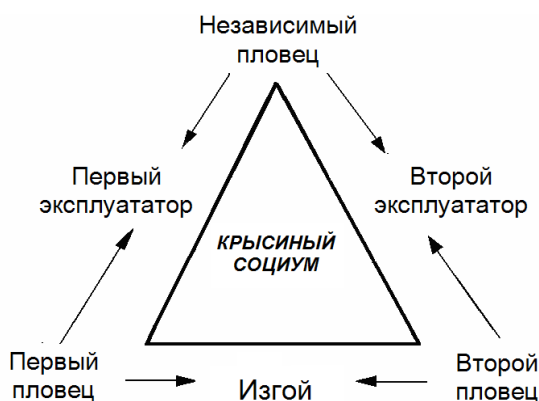 Независимый
пловец
Первый
эксплуататор
Второй
эксплуататор
КРЫСИНЫЙ
СОЦИУМ
Первый
пловец
Изгой
Второй
пловец